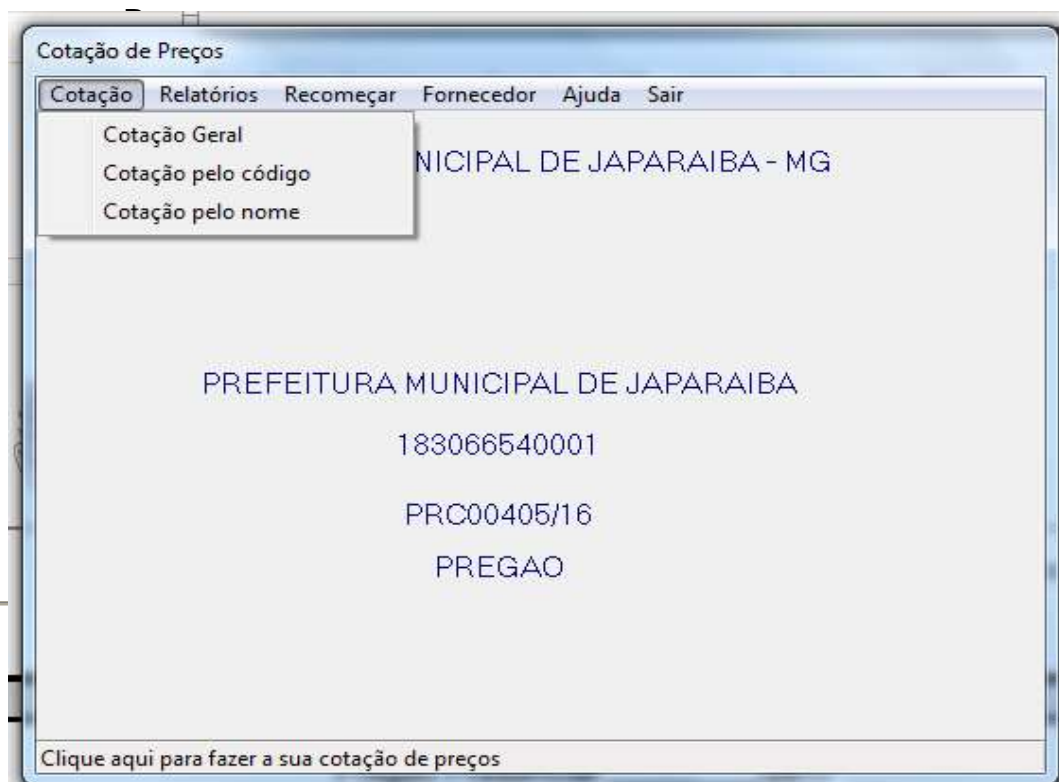 Cotação de Preços
Cotação Relatórios Recomeçar Fornecedor Ajuda Sair
Cotação Geral
NICIPAL DE JAPARAIBA - MG
Cotação pelo código
Cotação pelo nome
PREFEITURA MUNICIPAL DE JAPARAIBA
183066540001
PRC00405/16
PREGAO
Clique aqui para fazer a sua cotação de preços